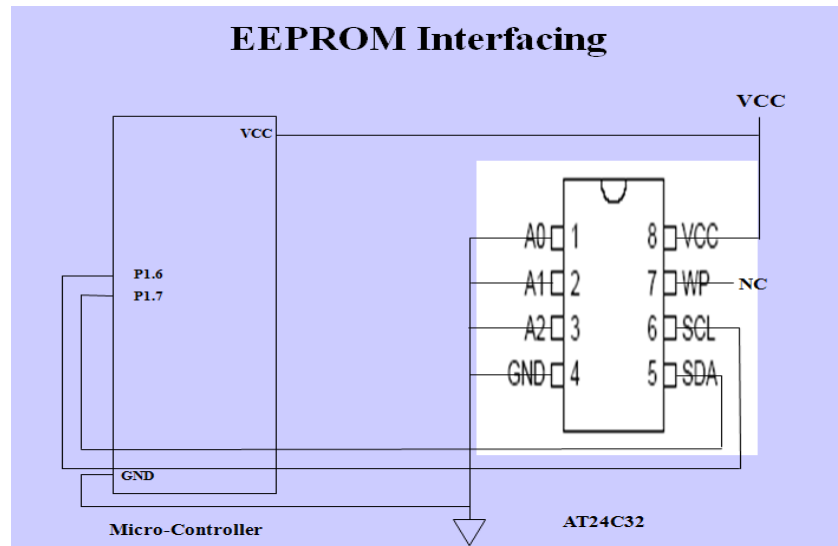 EEPROM Interfacing
VCC
VCC
A0 1 8 VCC
P1.6 A1 2 7 WP NC
P1.7
A2 3 6 SCL
GND 4 5 SDA
GND
Micro-Controller AT24C32